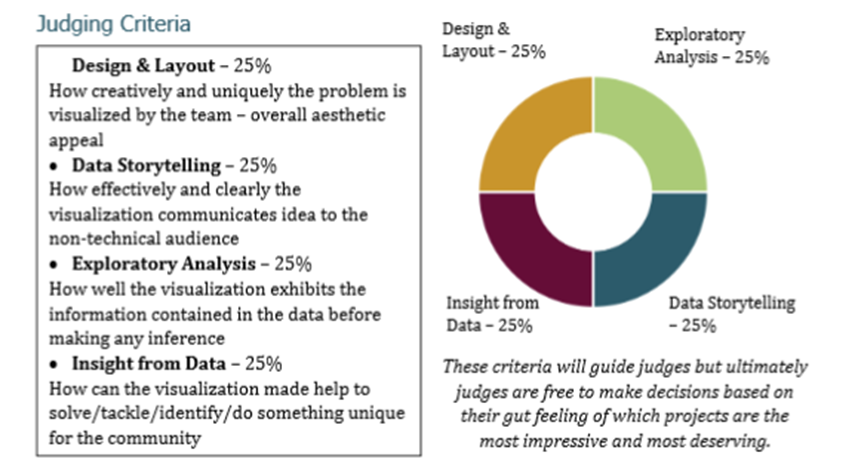 Judging Criteria
Design & Layout – 25%
How creatively and uniquely the problem is
visualized by the team – overall aesthetic
appeal
• Data Storytelling – 25%
How effectively and clearly the
visualization communicates idea to the
non-technical audience
• Exploratory Analysis – 25%
How well the visualization exhibits the
information contained in the data before
making any inference
• Insight from Data – 25%
How can the visualization made help to
solve/tackle/identify/do something unique
for the community
Design &
Layout – 25%
Exploratory
Analysis – 25%
Insight from
Data – 25%
Data Storytelling
– 25%
These criteria will guide judges but ultimately
judges are free to make decisions based on
their gut feeling of which projects are the
most impressive and most deserving.